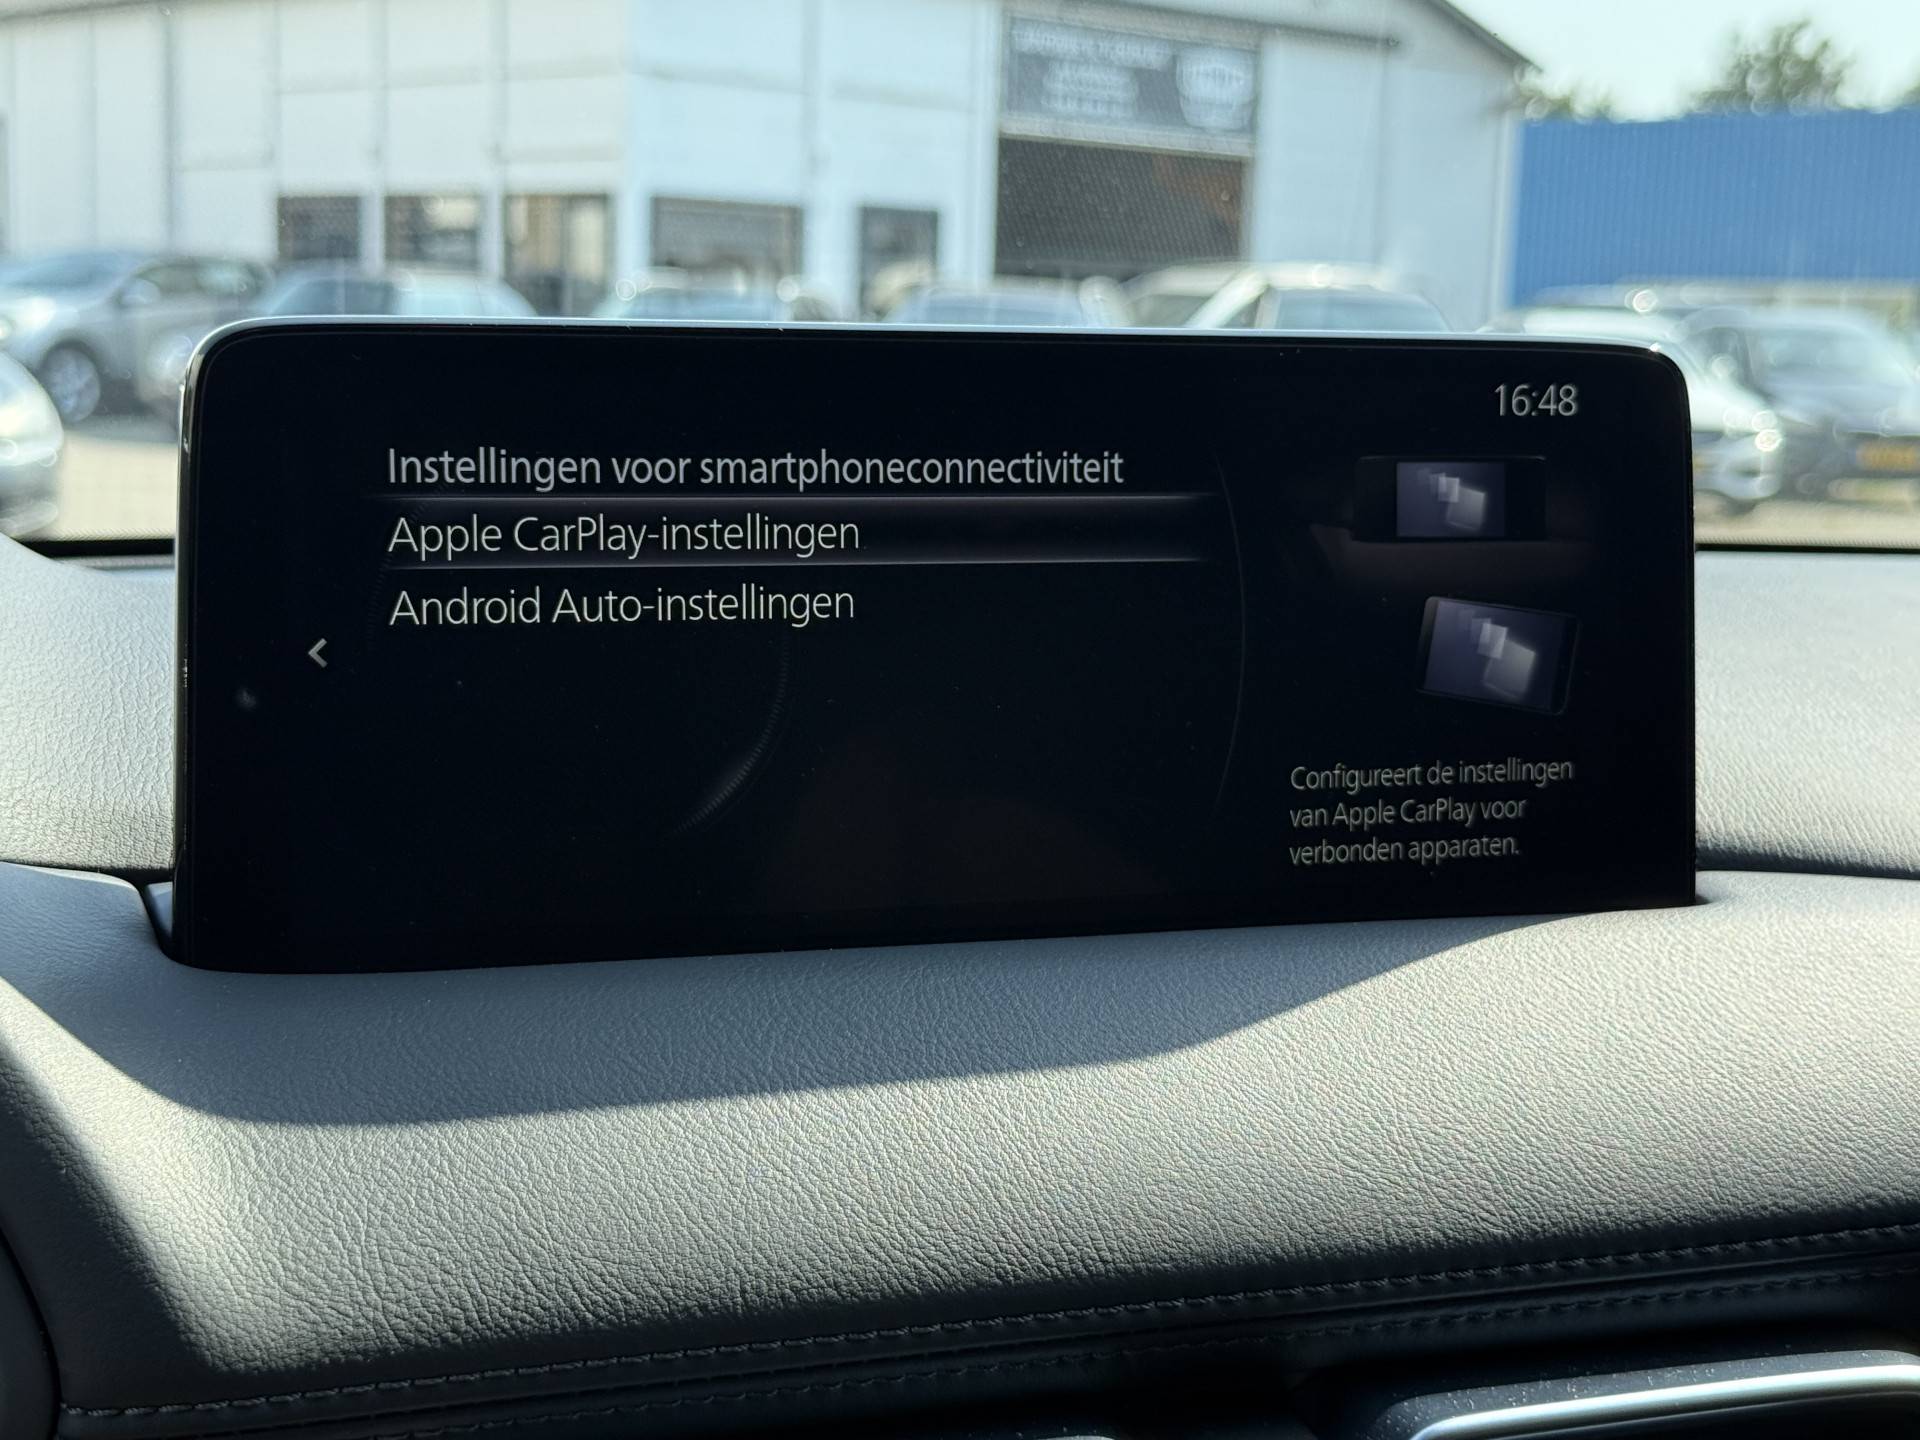 16:48
Instellingen voor smartphoneconnectiviteit
Apple CarPlay-instellingen
Android Auto-instellingen
Configureert de instellingen
van Apple CarPlay voor
verbonden apparaten.